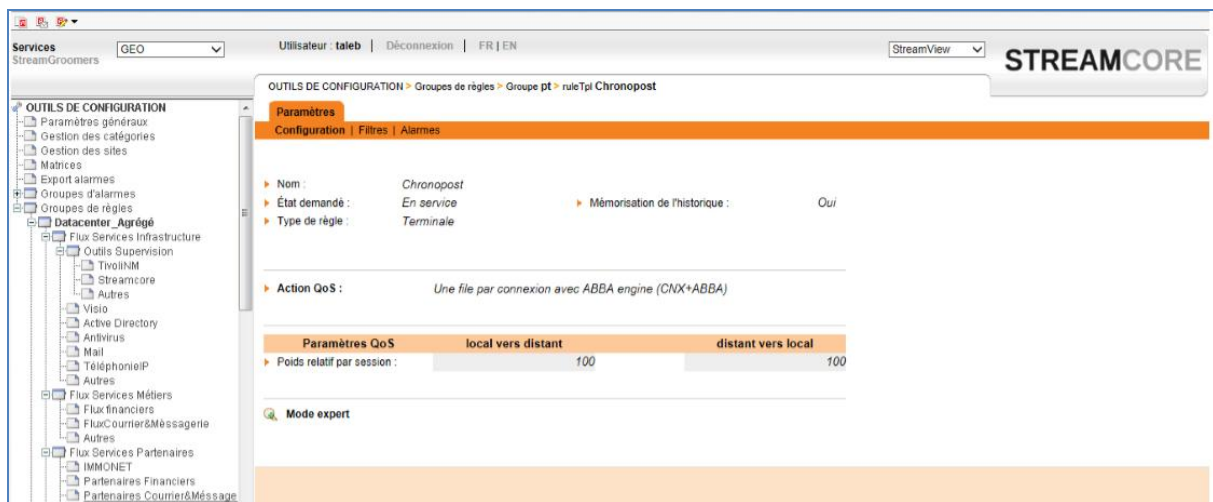 Services
StreamGroomers
GEO
Utilisateur : taleb | Déconnexion | FR | EN
StreamView
STREAMCORE
OUTILS DE CONFIGURATION > Groupes de règles > Groupe pt > ruleTpl Chronopost
OUTILS DE CONFIGURATION
Paramètres généraux
Gestion des catégories
Gestion des sites
Matrices
Export alarmes
Groupes d'alarmes
Groupes de règles
Datacenter_Agrégé
Flux Services Infrastructure
Outils Supervision
TivoliNM
Streamcore
Autres
Visio
Active Directory
Antivirus
Mail
TéléphonieIP
Autres
Flux Services Métiers
Flux financiers
FluxCourrier&Mèssagerie
Autres
Flux Services Partenaires
IMMONET
Partenaires Financiers
Partenaires Courrier&Méssage
Paramètres
Configuration | Filtres | Alarmes
Nom : Chronopost
État demandé : En service Mémorisation de l'historique : Oui
Type de règle : Terminale
Action QoS : Une file par connexion avec ABBA engine (CNX+ABBA)
Paramètres QoS local vers distant distant vers local
Poids relatif par session : 100 100
Mode expert